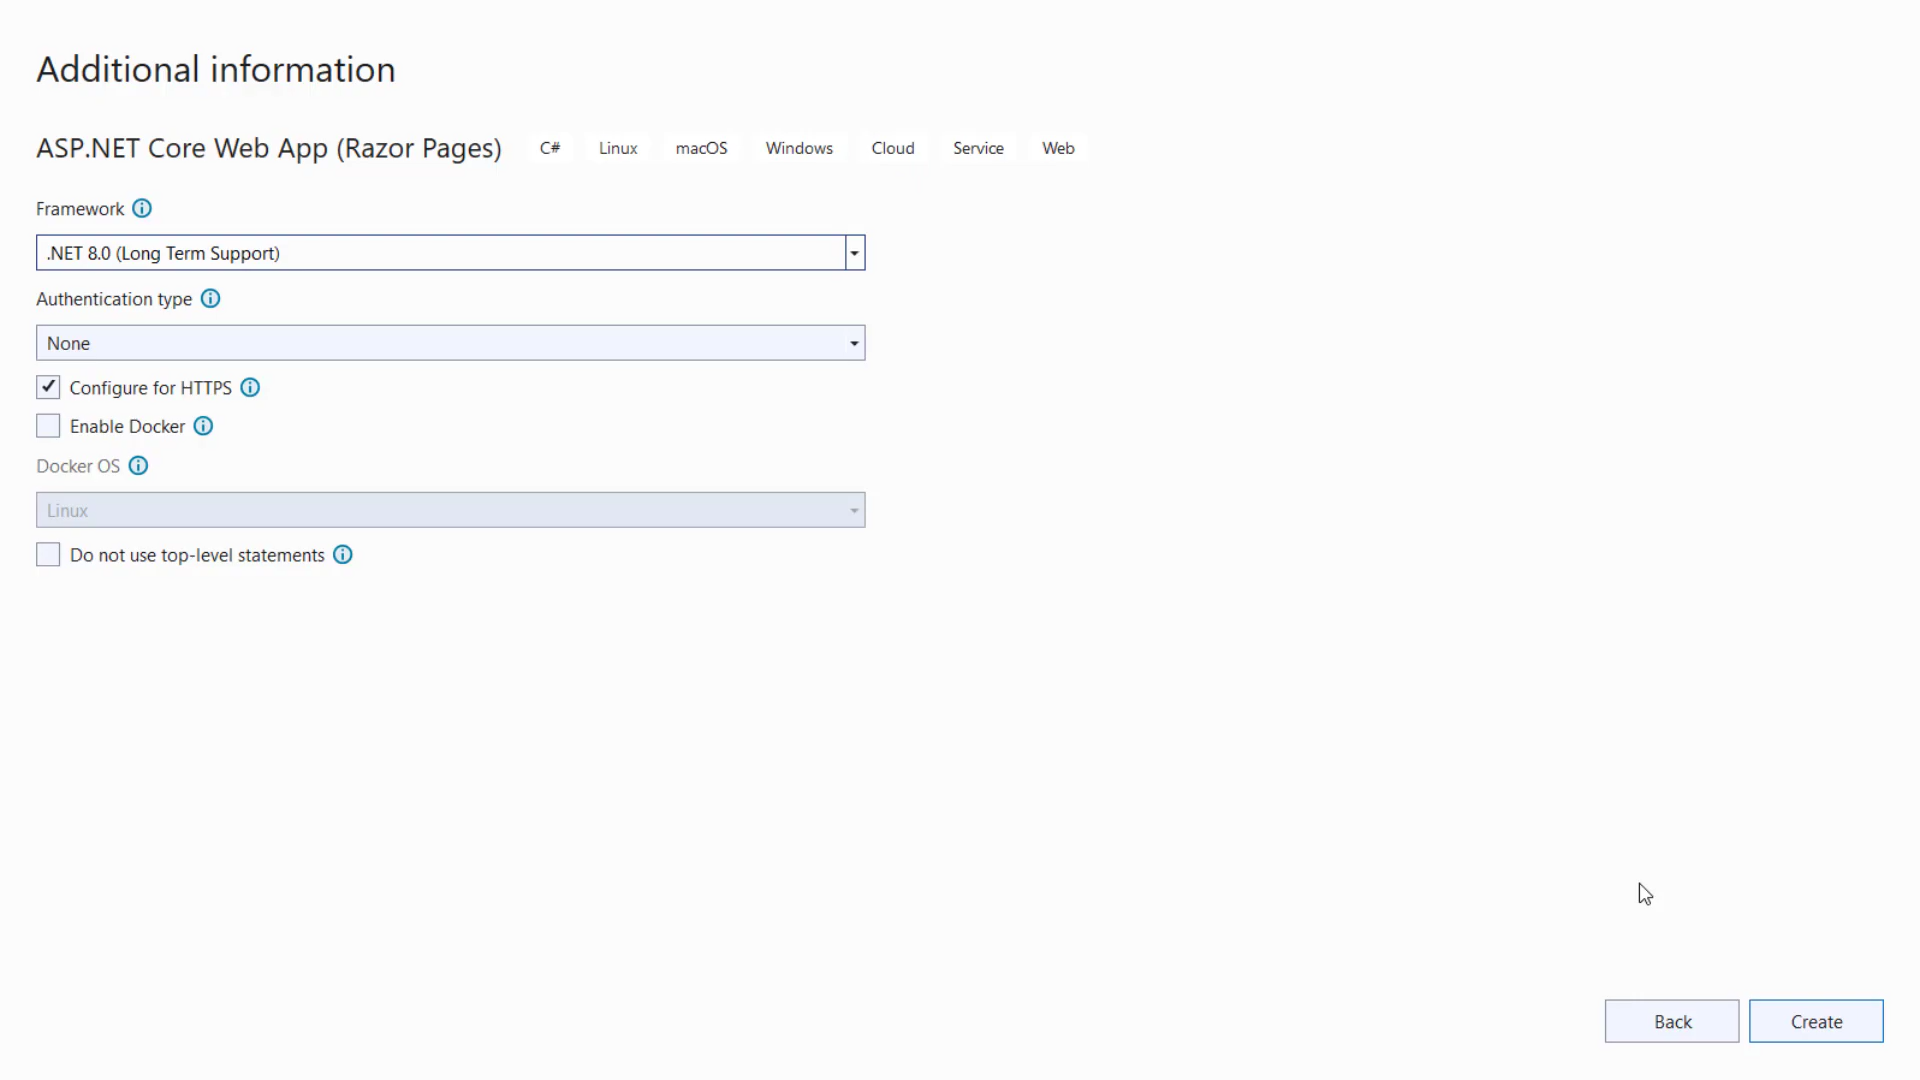 Additional information
ASP.NET Core Web App (Razor Pages) C# Linux macOS Windows Cloud Service Web
Framework
.NET 8.0 (Long Term Support)
Authentication type
None
Configure for HTTPS
Enable Docker
Docker OS
Linux
Do not use top-level statements
Back Create